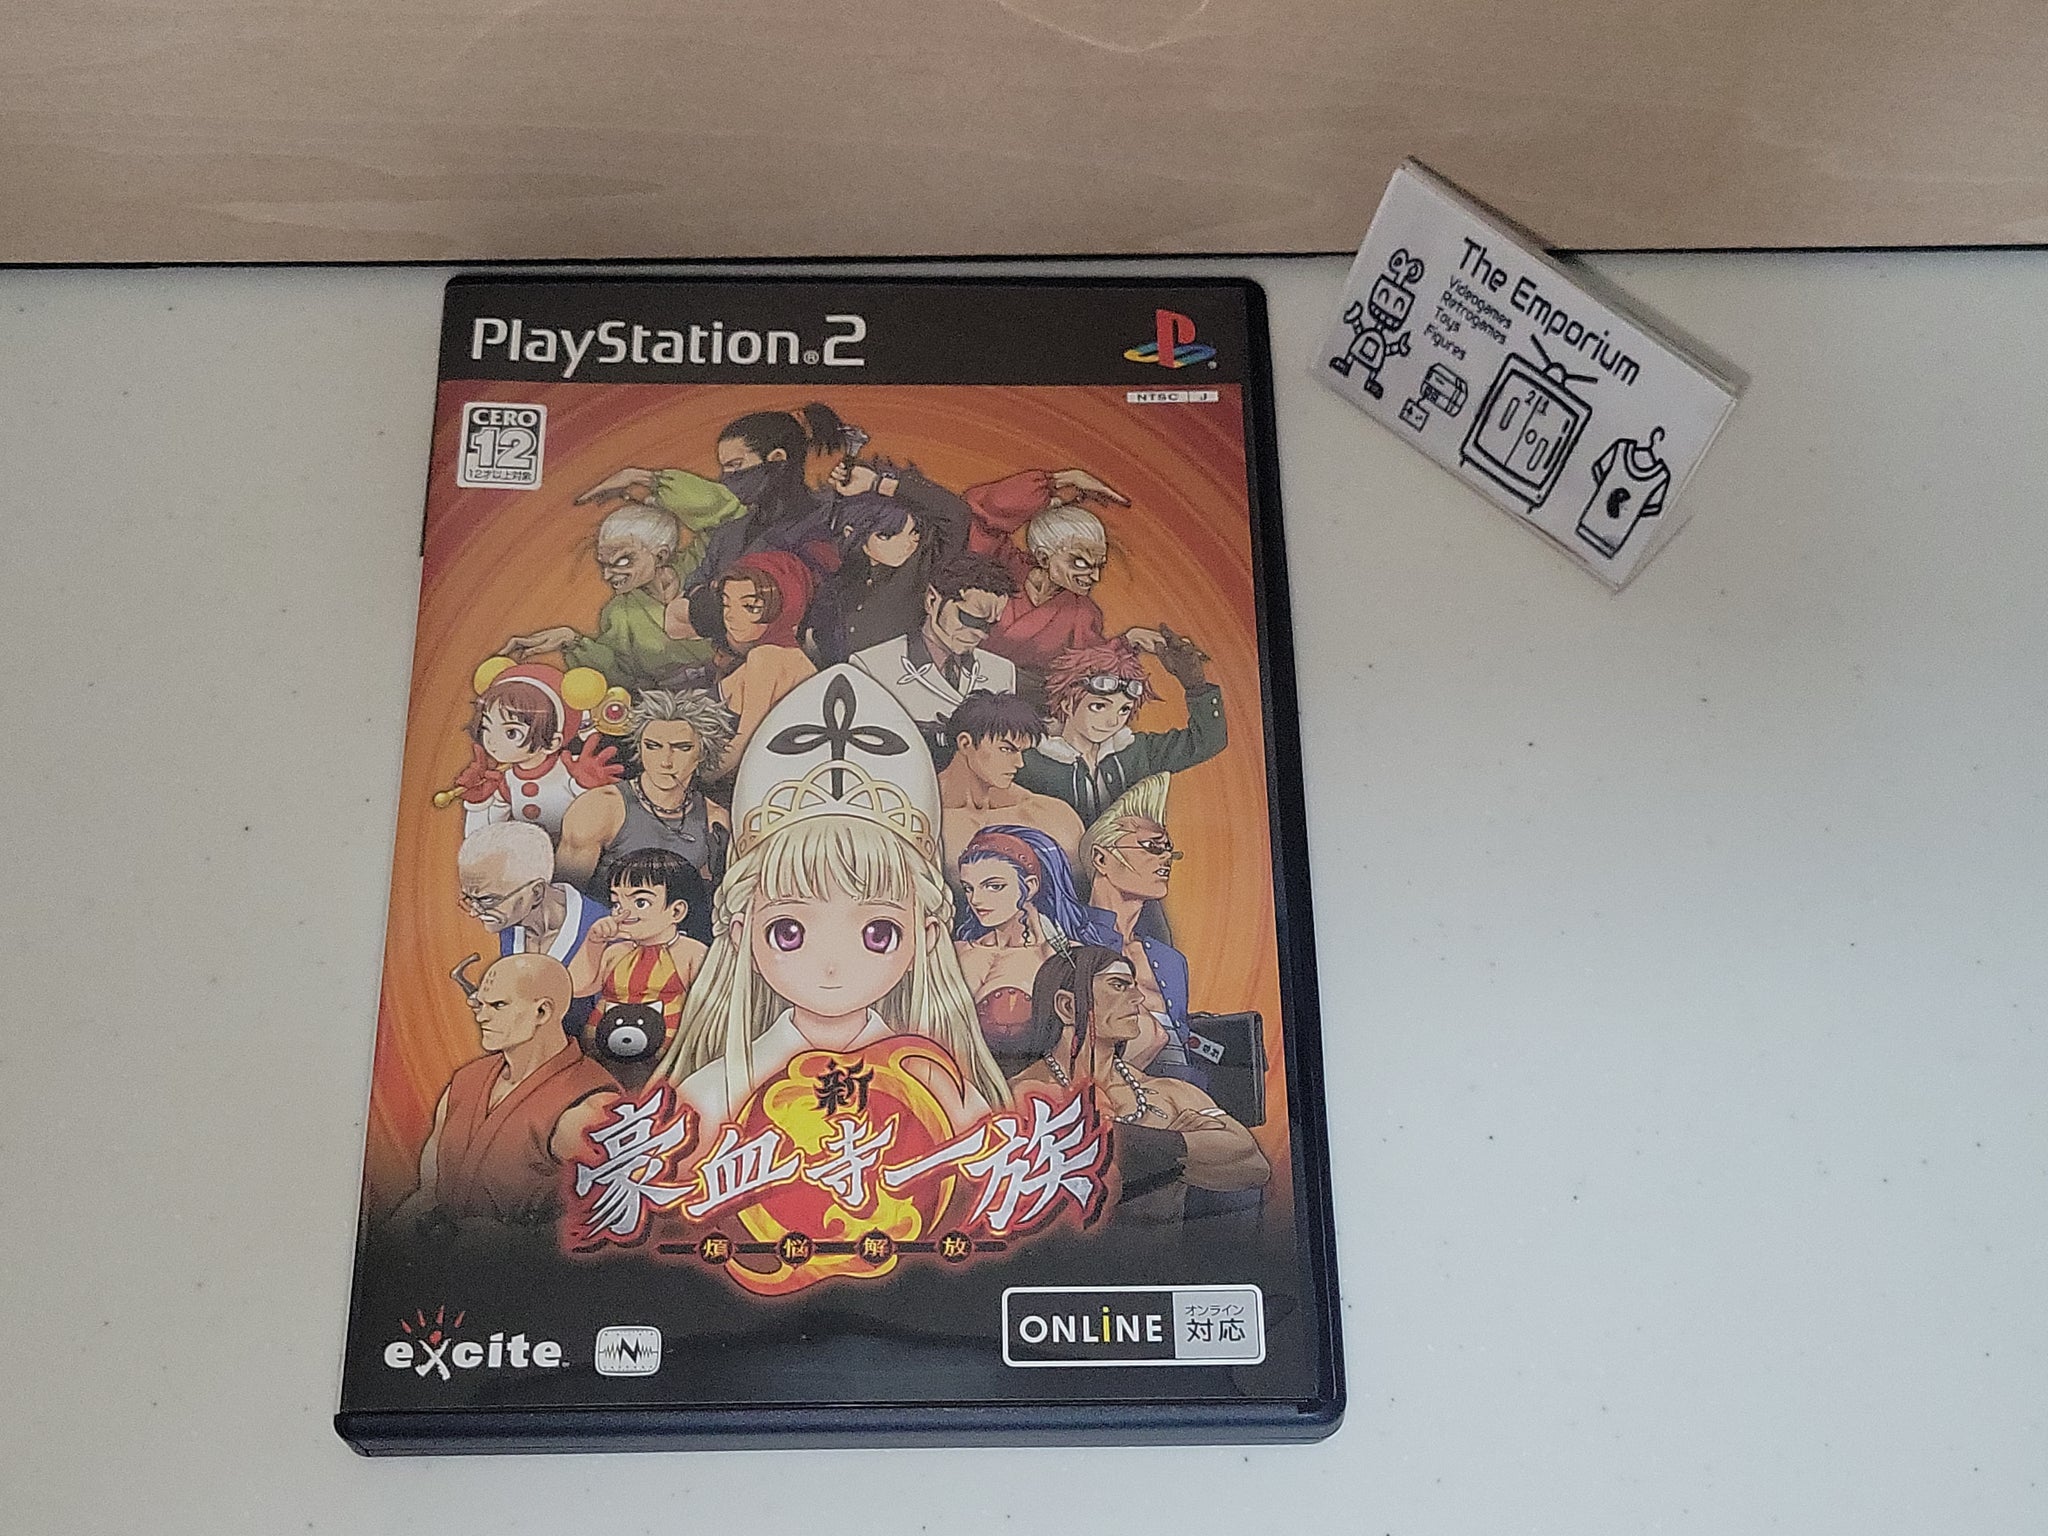 PlayStation®2
NTSC J
CERO
12
12才以上対象
新
豪血寺一族
煩悩解放
excite
N
ONLiNE
オンライン
対応
The Emporium
Videogames
Retrogames
Toys
Figures
21